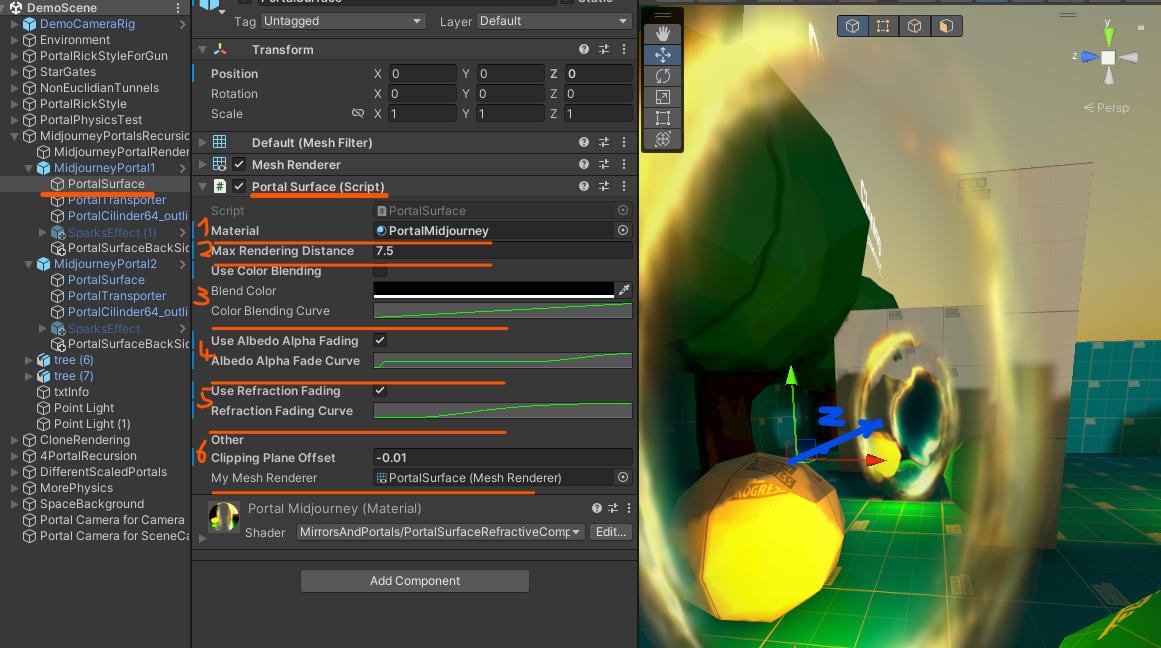 DemoScene
DemoCameraRig
Environment
PortalRickStyleForGun
StarGates
NonEuclidianTunnels
PortalRickStyle
PortalPhysicsTest
MidjourneyPortalsRecursio
MidjourneyPortalRender
MidjourneyPortal1
PortalSurface
PortalTransporter
PortalCilinder64_outli
SparksEffect (1)
PortalSurfaceBackSid
MidjourneyPortal2
PortalSurface
PortalTransporter
PortalCilinder64_outli
SparksEffect
PortalSurfaceBackSid
tree (6)
tree (7)
txtInfo
Point Light
Point Light (1)
CloneRendering
4PortalRecursion
DifferentScaledPortals
MorePhysics
SpaceBackground
Portal Camera for Camera
Portal Camera for SceneCa
Tag Untagged Layer Default
Transform
Position X 0 Y 0 Z 0
Rotation X 0 Y 0 Z 0
Scale X 1 Y 1 Z 1
Default (Mesh Filter)
Mesh Renderer
# Portal Surface (Script)
Script PortalSurface
1 Material PortalMidjourney
2 Max Rendering Distance 7.5
Use Color Blending
3 Blend Color
Color Blending Curve
Use Albedo Alpha Fading
4 Albedo Alpha Fade Curve
Use Refraction Fading
5 Refraction Fading Curve
Other
6 Clipping Plane Offset -0.01
My Mesh Renderer PortalSurface (Mesh Renderer)
Portal Midjourney (Material)
Shader MirrorsAndPortals/PortalSurfaceRefractiveComp Edit...
Add Component
y
z
Persp
Z
PROGRESS